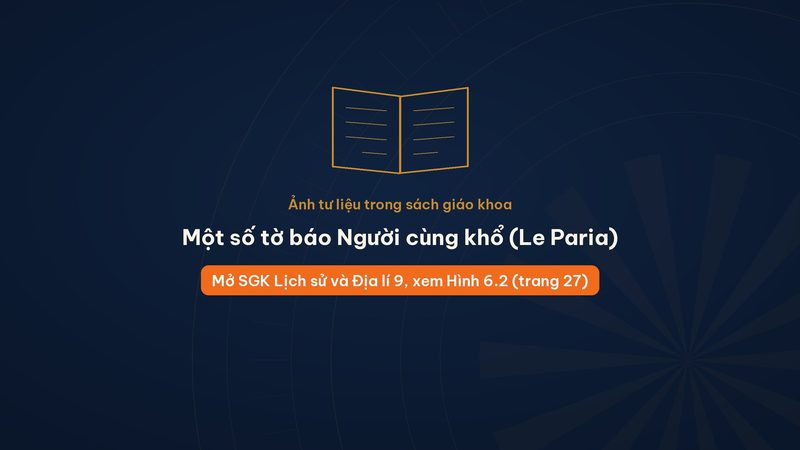 Ảnh tư liệu trong sách giáo khoa
Một số tờ báo Người cùng khổ (Le Paria)
Mở SGK Lịch sử và Địa lí 9, xem Hình 6.2 (trang 27)